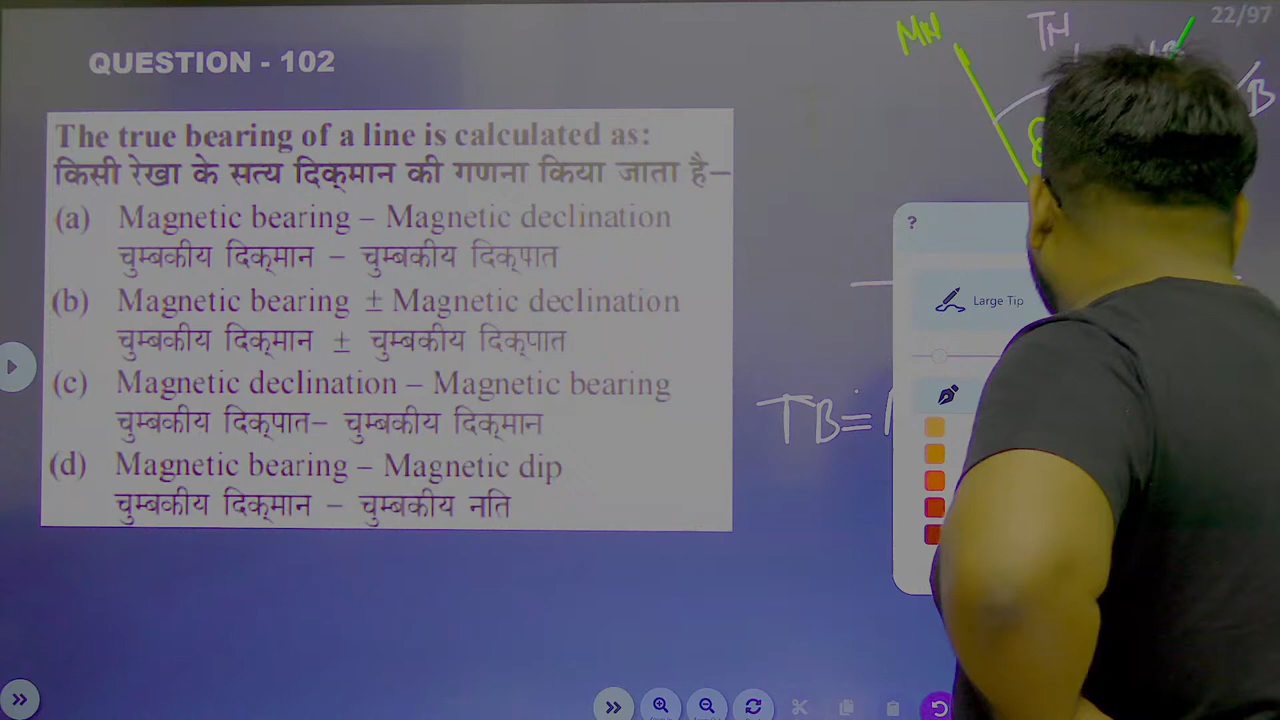 22/97
QUESTION - 102
MN TN
B
The true bearing of a line is calculated as:
किसी रेखा के सत्य दिक्‌मान की गणना किया जाता है–
(a) Magnetic bearing – Magnetic declination
चुम्बकीय दिक्‌मान – चुम्बकीय दिक्‌पात
(b) Magnetic bearing ± Magnetic declination
चुम्बकीय दिक्‌मान ± चुम्बकीय दिक्‌पात
(c) Magnetic declination – Magnetic bearing
चुम्बकीय दिक्‌पात– चुम्बकीय दिक्‌मान
(d) Magnetic bearing – Magnetic dip
चुम्बकीय दिक्‌मान – चुम्बकीय नति
?
Large Tip
TB=